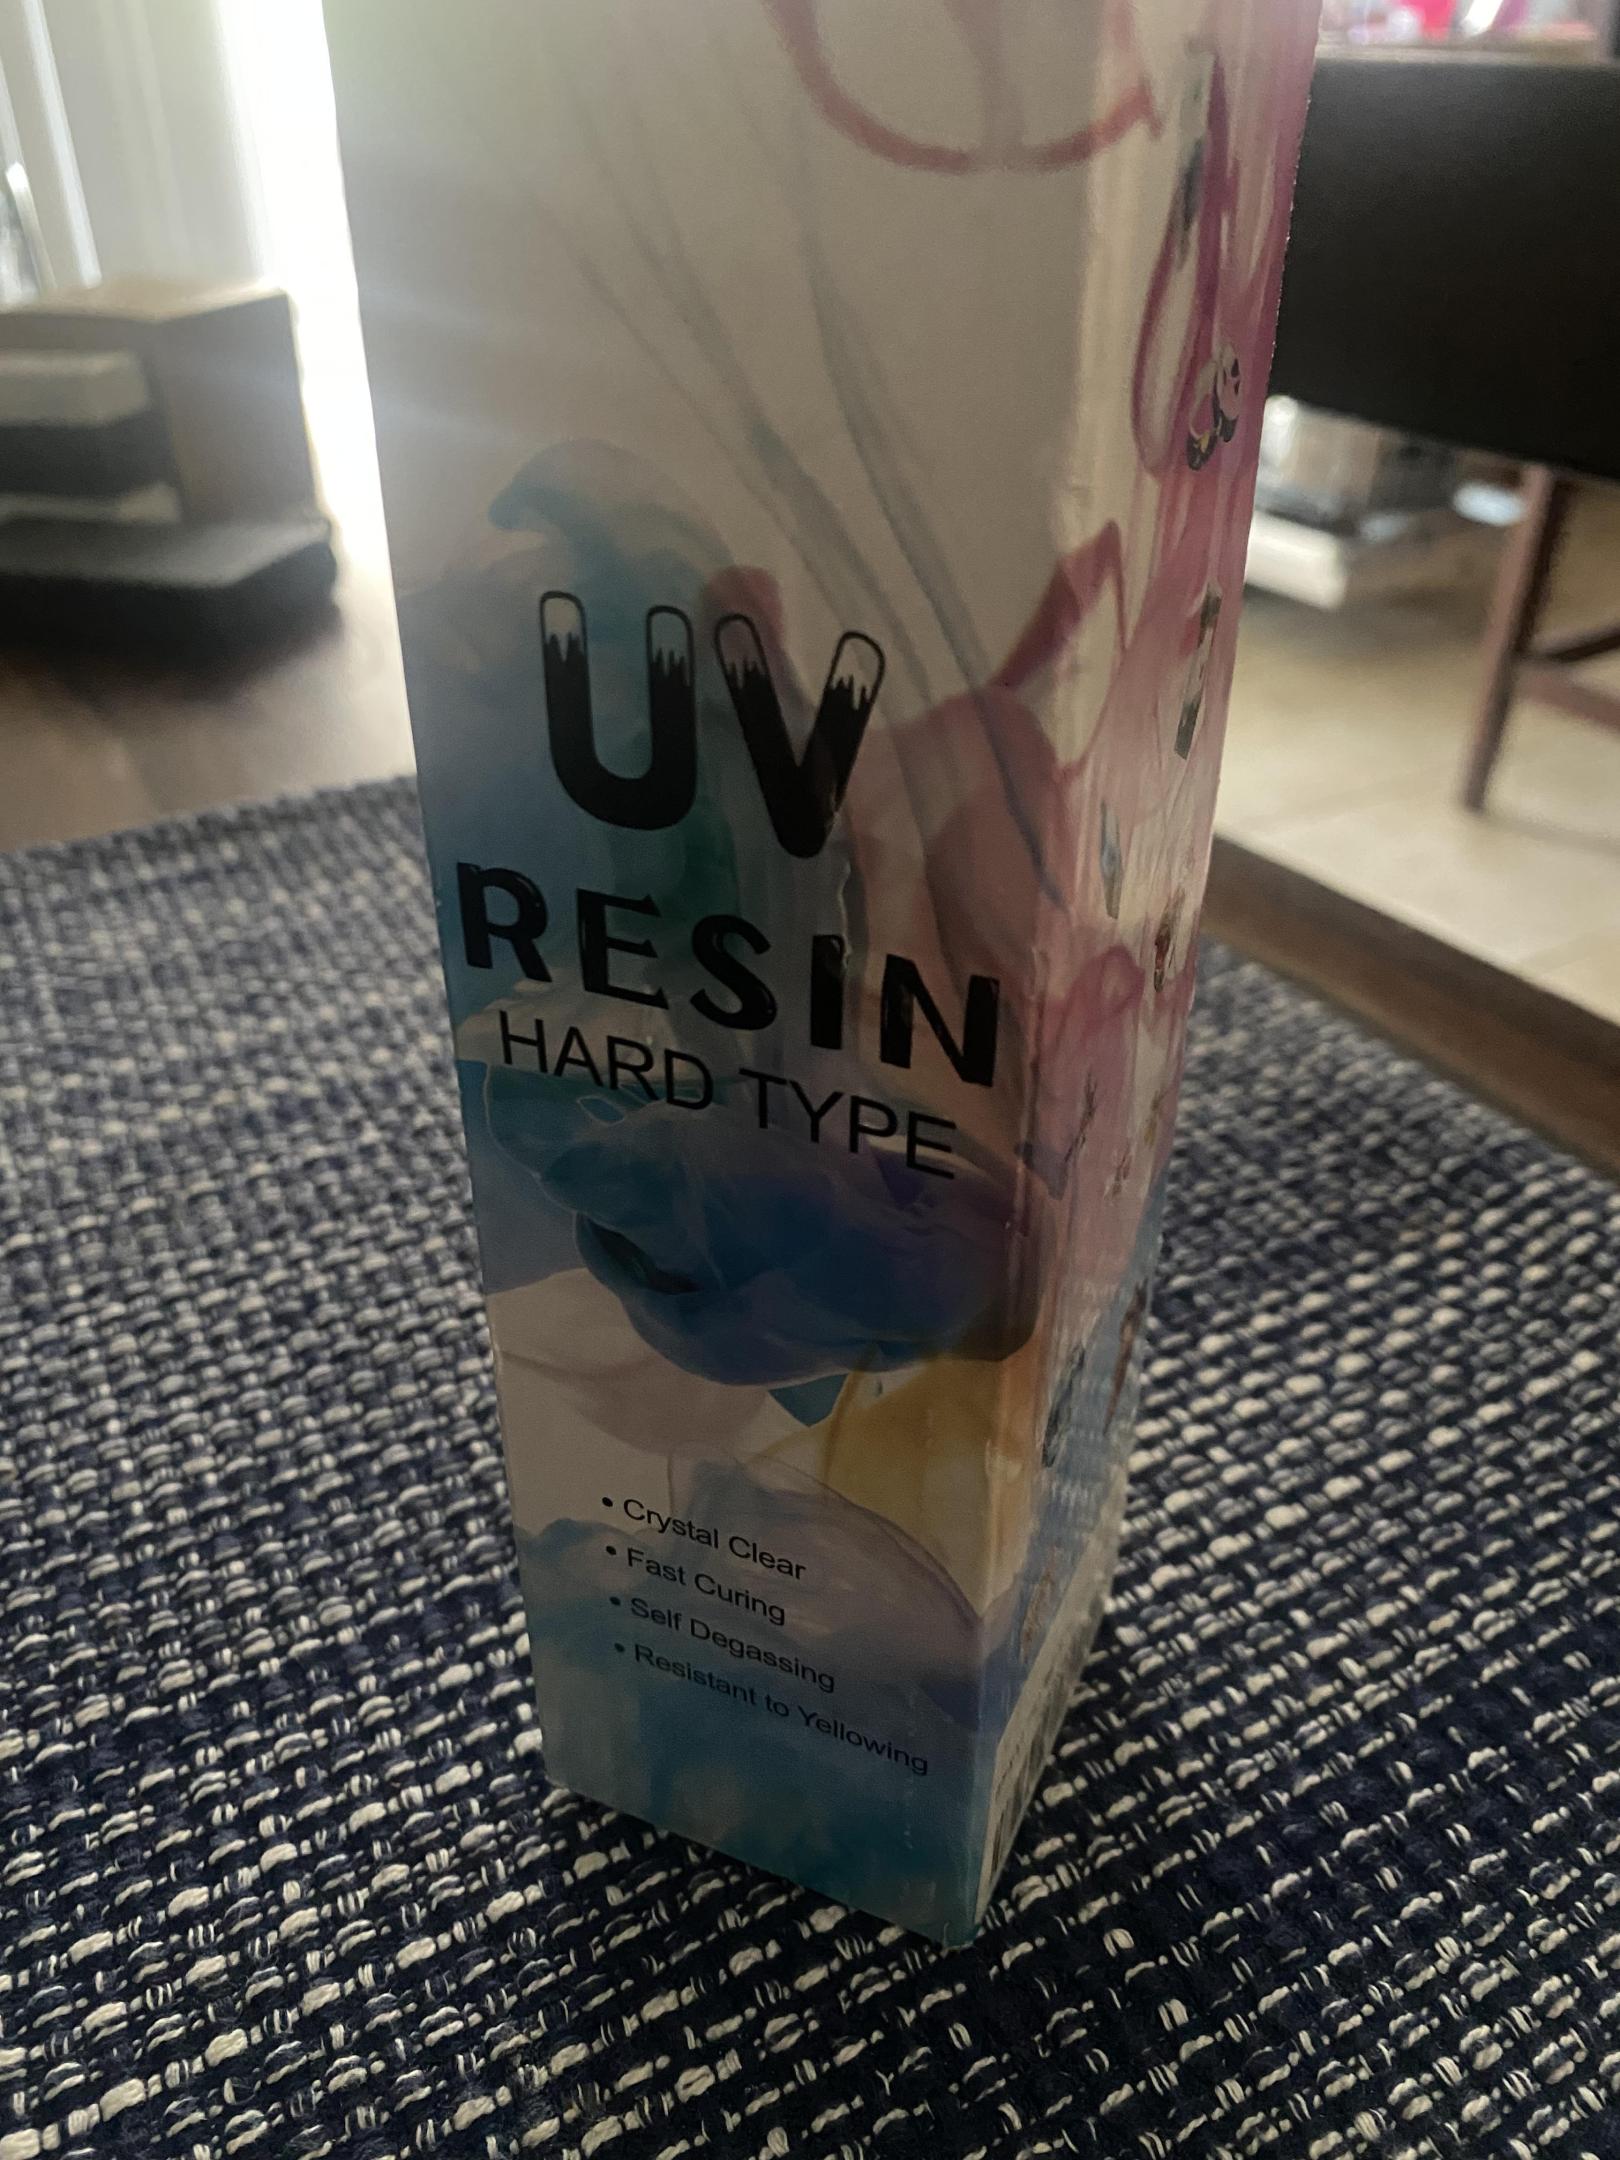 UV
RESIN
HARD TYPE
• Crystal Clear
• Fast Curing
• Self Degassing
• Resistant to Yellowing